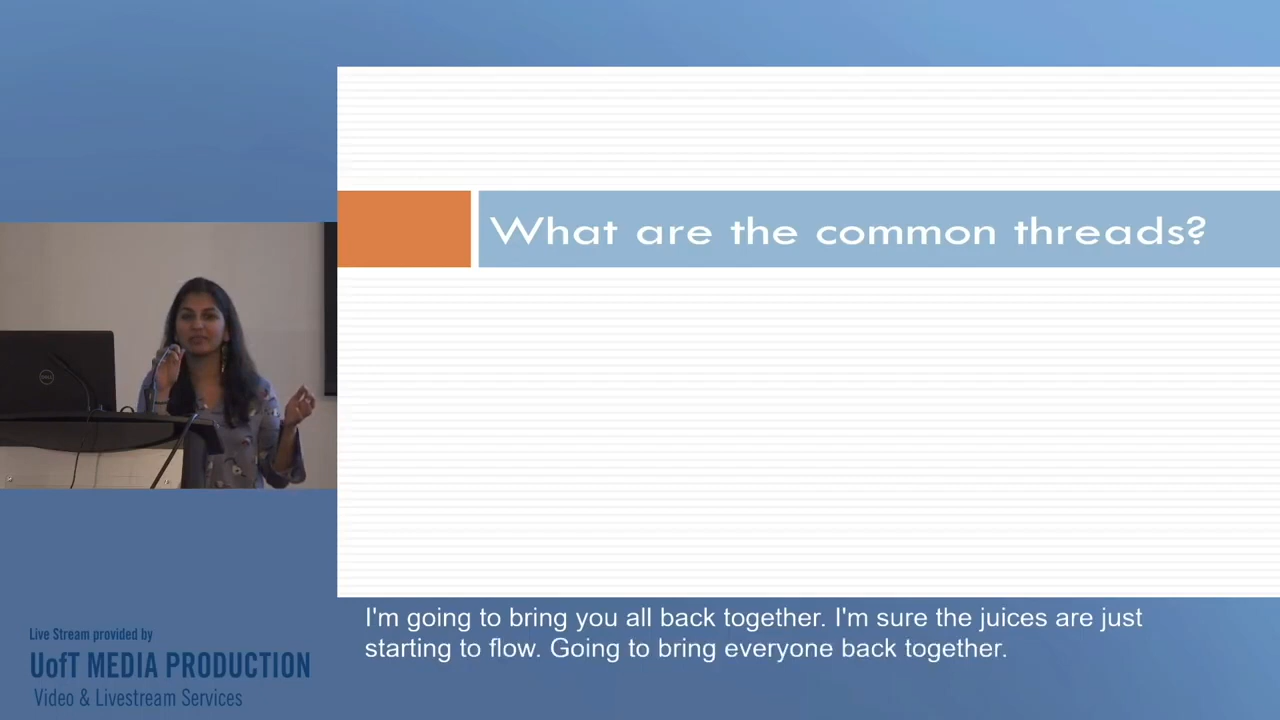 What are the common threads?
I'm going to bring you all back together. I'm sure the juices are just
starting to flow. Going to bring everyone back together.
Live Stream provided by
UofT MEDIA PRODUCTION
Video & Livestream Services
DELL